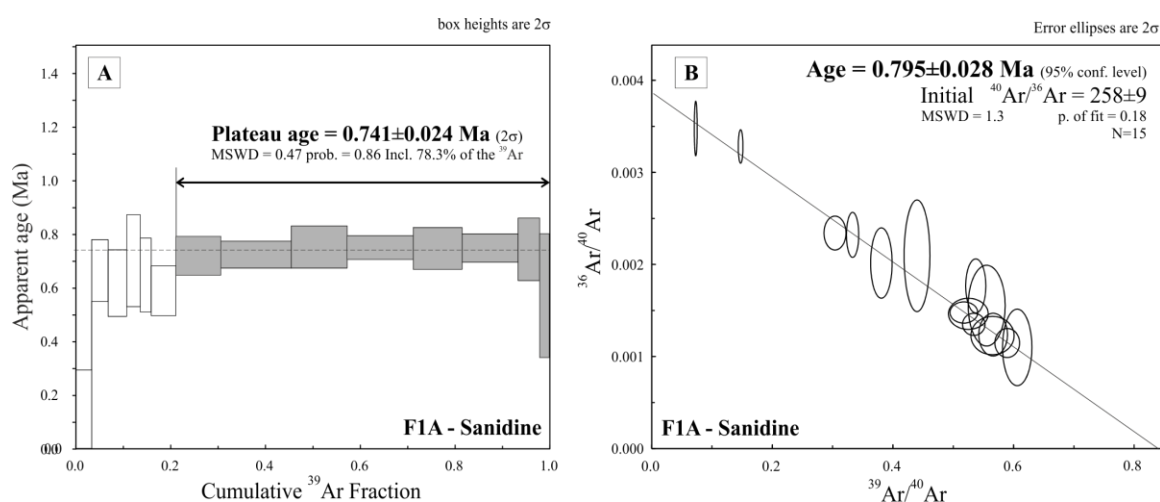 box heights are 2σ
A
Plateau age = 0.741±0.024 Ma (2σ)
MSWD = 0.47 prob. = 0.86 Incl. 78.3% of the ³⁹Ar
Apparent age (Ma)
1.4
1.2
1.0
0.8
0.6
0.4
0.2
0.0
F1A - Sanidine
0.0 0.2 0.4 0.6 0.8 1.0
Cumulative ³⁹Ar Fraction
Error ellipses are 2σ
B
Age = 0.795±0.028 Ma (95% conf. level)
Initial ⁴⁰Ar/³⁶Ar = 258±9
MSWD = 1.3 p. of fit = 0.18
N=15
³⁶Ar/⁴⁰Ar
0.004
0.003
0.002
0.001
0.000
F1A - Sanidine
0.0 0.2 0.4 0.6 0.8
³⁹Ar/⁴⁰Ar